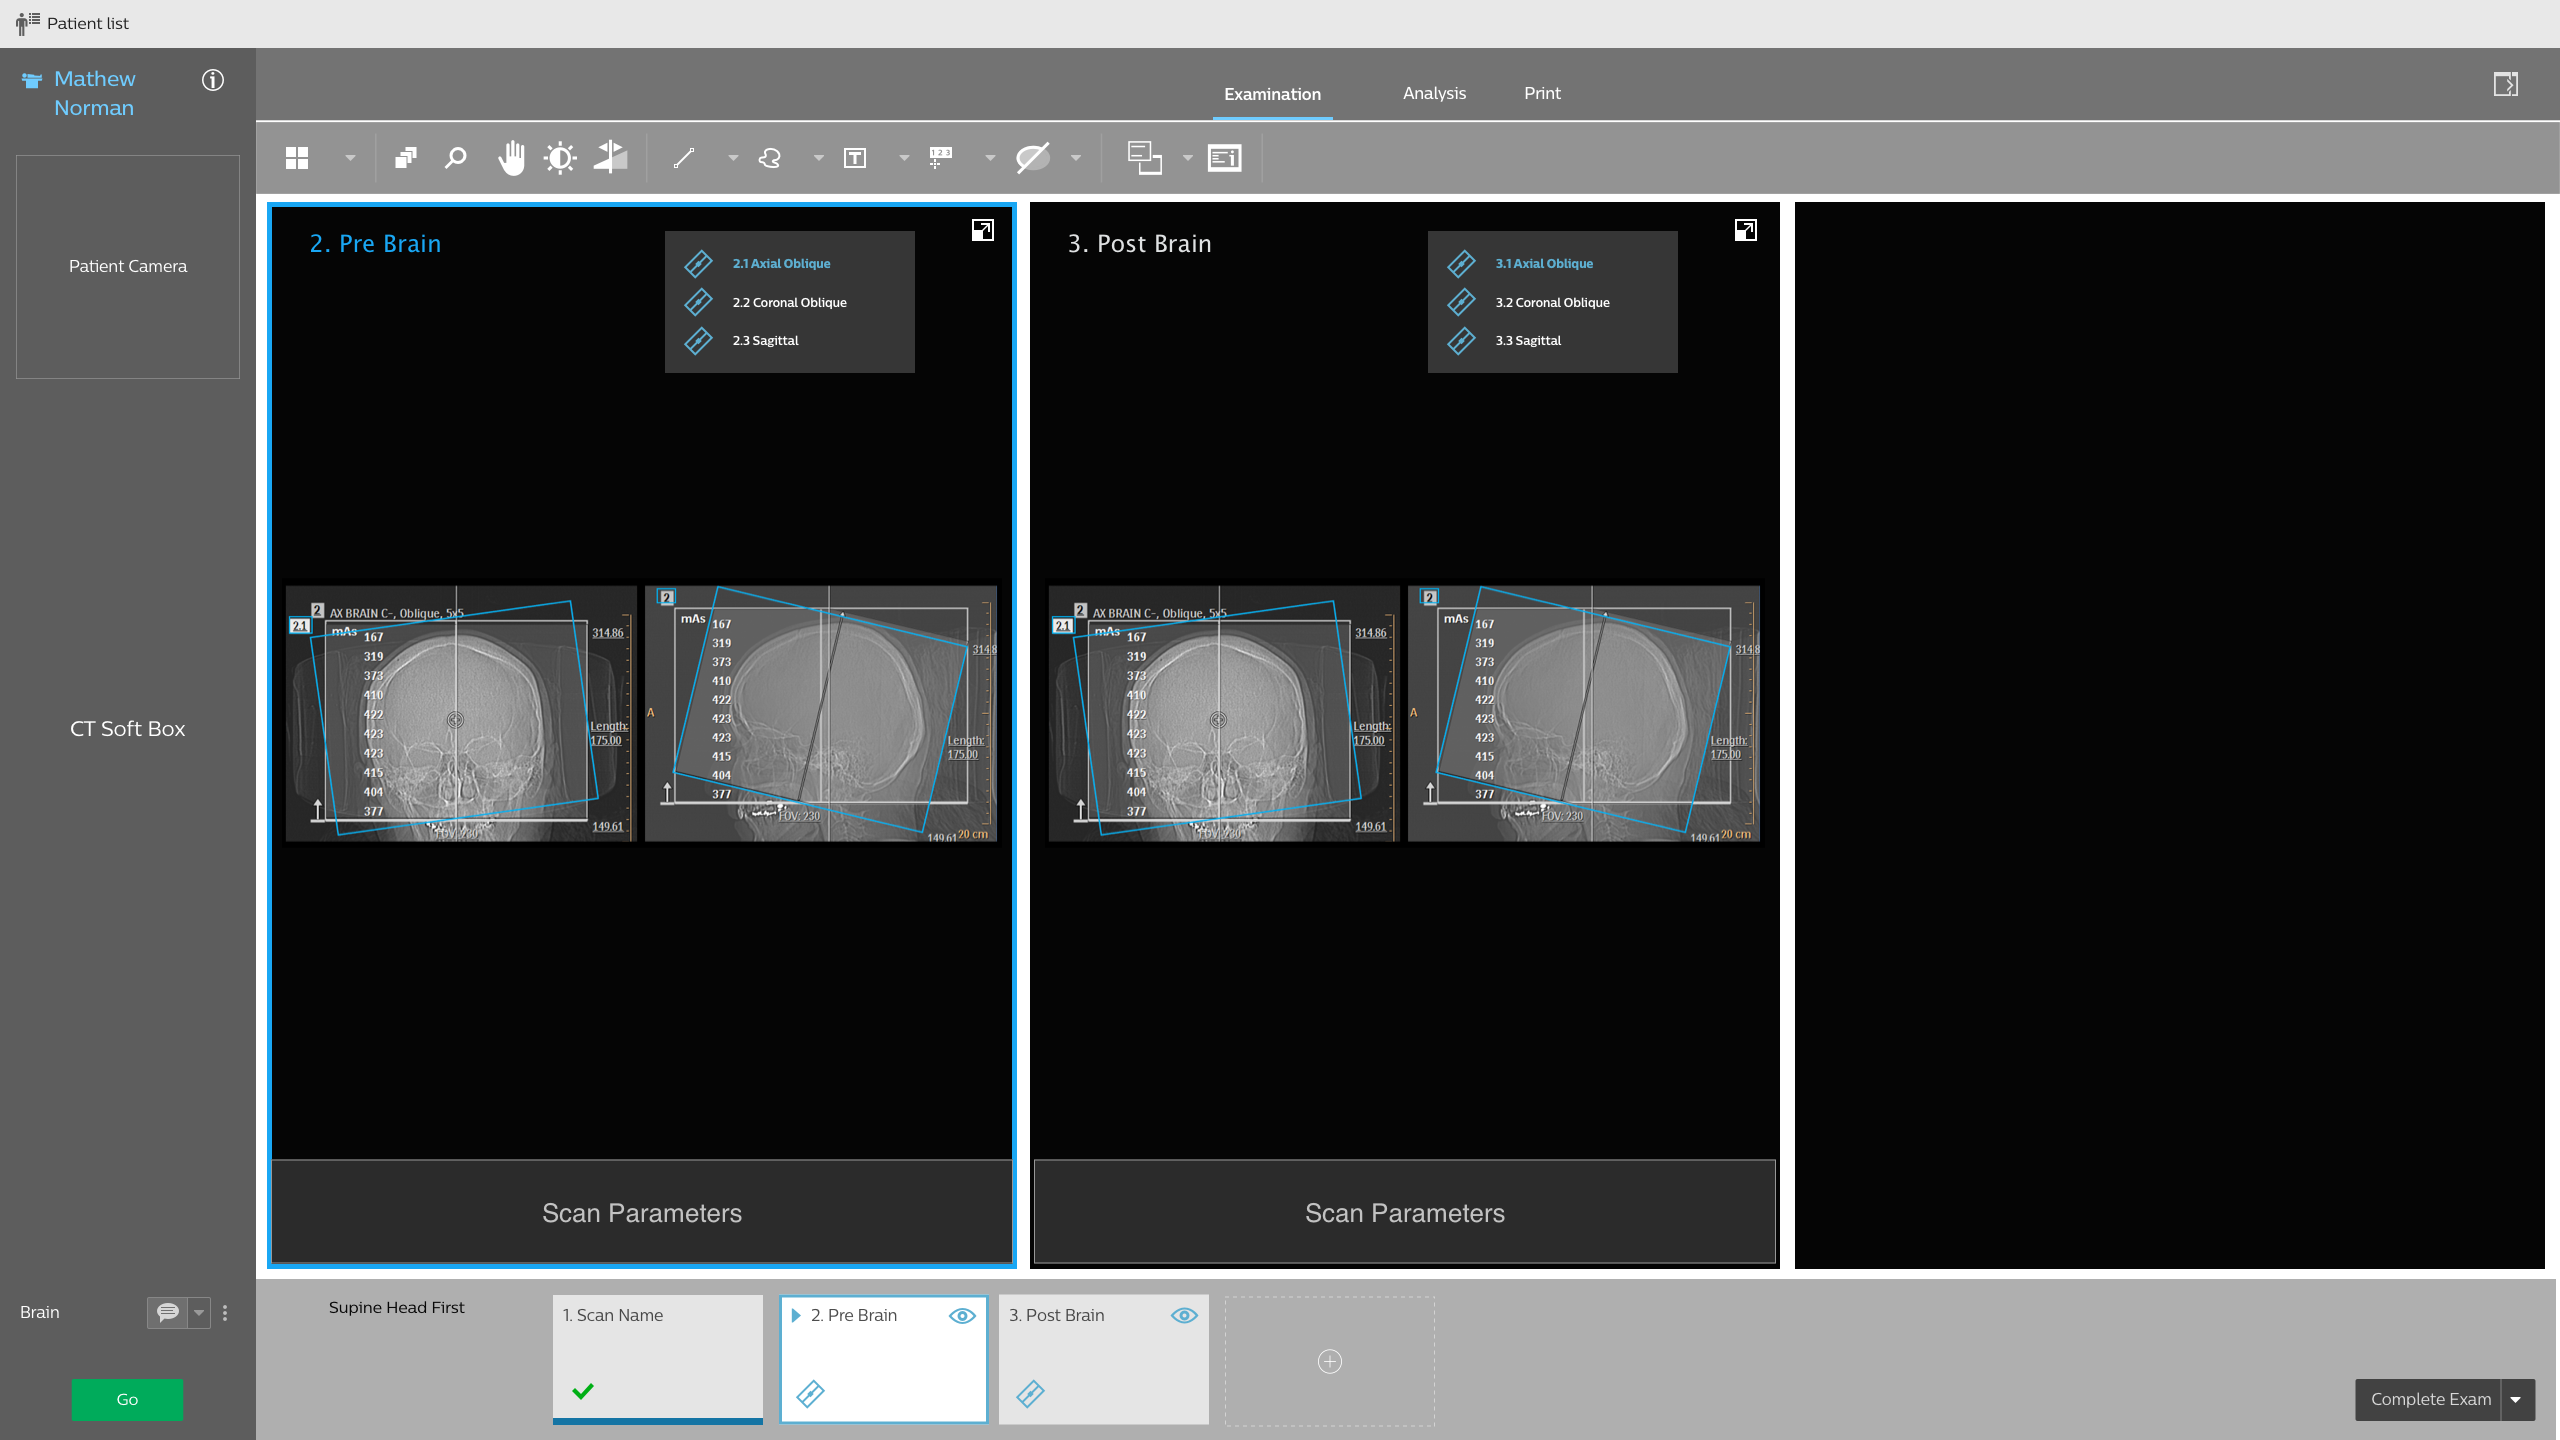 Patient list
Mathew
Norman
Patient Camera
CT Soft Box
Brain
Go
Examination
Analysis
Print
T
1 2 3
2. Pre Brain
2.1 Axial Oblique
2.2 Coronal Oblique
2.3 Sagittal
2 AX BRAIN C-, Oblique, 5x5
2.1
mAs 167
319
373
410
422
423
423
415
404
377
314.86
Length:
175.00
149.61
FOV: 230
2
mAs 167
319
373
410
422
423
423
415
404
377
A
314.8
Length:
175.00
FOV: 230
149.61 20 cm
Scan Parameters
3. Post Brain
3.1 Axial Oblique
3.2 Coronal Oblique
3.3 Sagittal
2 AX BRAIN C-, Oblique, 5x5
2.1
mAs 167
319
373
410
422
423
423
415
404
377
314.86
Length:
175.00
149.61
FOV: 230
2
mAs 167
319
373
410
422
423
423
415
404
377
A
314.8
Length:
175.00
FOV: 230
149.61 20 cm
Scan Parameters
Supine Head First
1. Scan Name
2. Pre Brain
3. Post Brain
Complete Exam